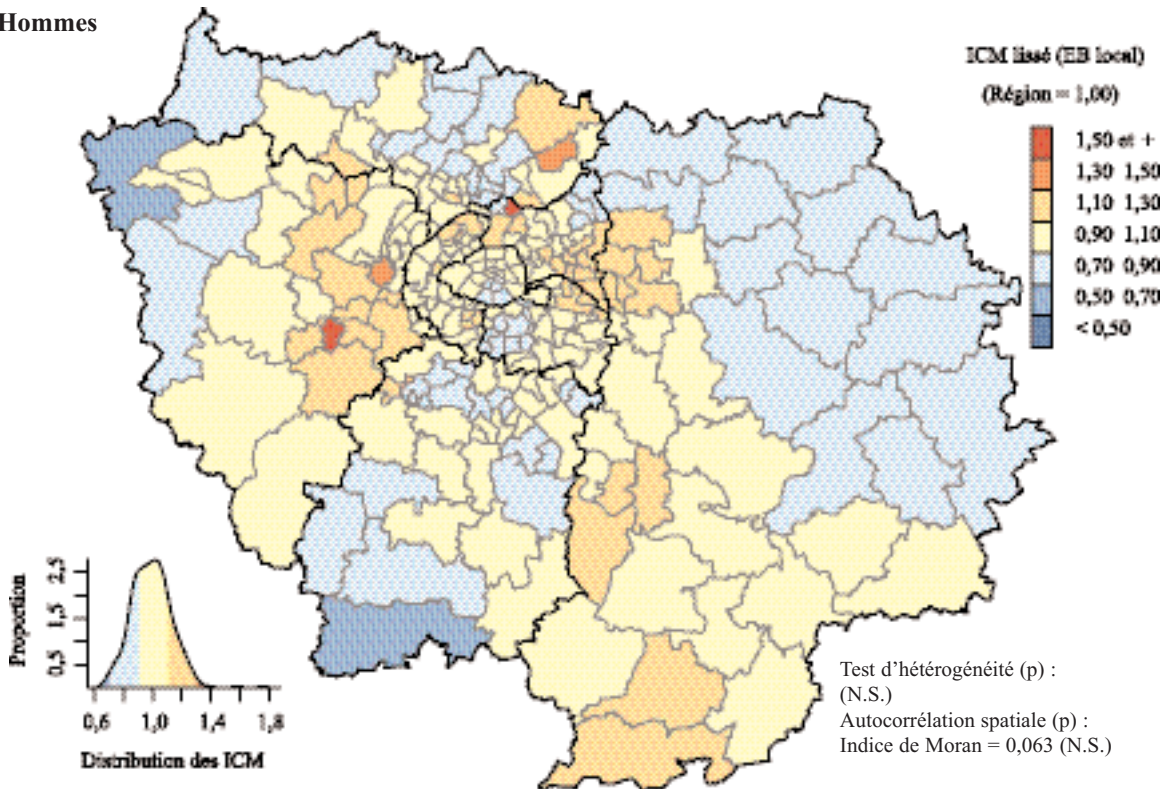 Hommes
ICM lissé (EB local)
(Région = 1,00)
1,50 et +
1,30 1,50
1,10 1,30
0,90 1,10
0,70 0,90
0,50 0,70
< 0,50
Proportion
2,5
1,5
0,5
0,6 1,0 1,4 1,8
Distribution des ICM
Test d'hétérogénéité (p) :
(N.S.)
Autocorrélation spatiale (p) :
Indice de Moran = 0,063 (N.S.)